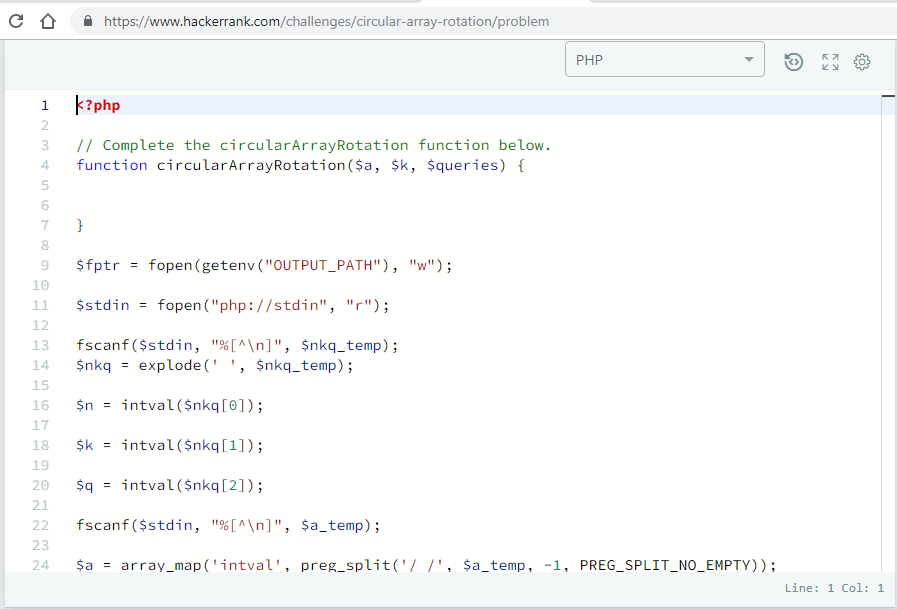 https://www.hackerrank.com/challenges/circular-array-rotation/problem
PHP
1 <?php
2
3 // Complete the circularArrayRotation function below.
4 function circularArrayRotation($a, $k, $queries) {
5
6
7 }
8
9 $fptr = fopen(getenv("OUTPUT_PATH"), "w");
10
11 $stdin = fopen("php://stdin", "r");
12
13 fscanf($stdin, "%[^\n]", $nkq_temp);
14 $nkq = explode(' ', $nkq_temp);
15
16 $n = intval($nkq[0]);
17
18 $k = intval($nkq[1]);
19
20 $q = intval($nkq[2]);
21
22 fscanf($stdin, "%[^\n]", $a_temp);
23
24 $a = array_map('intval', preg_split('/ /', $a_temp, -1, PREG_SPLIT_NO_EMPTY));
Line: 1 Col: 1